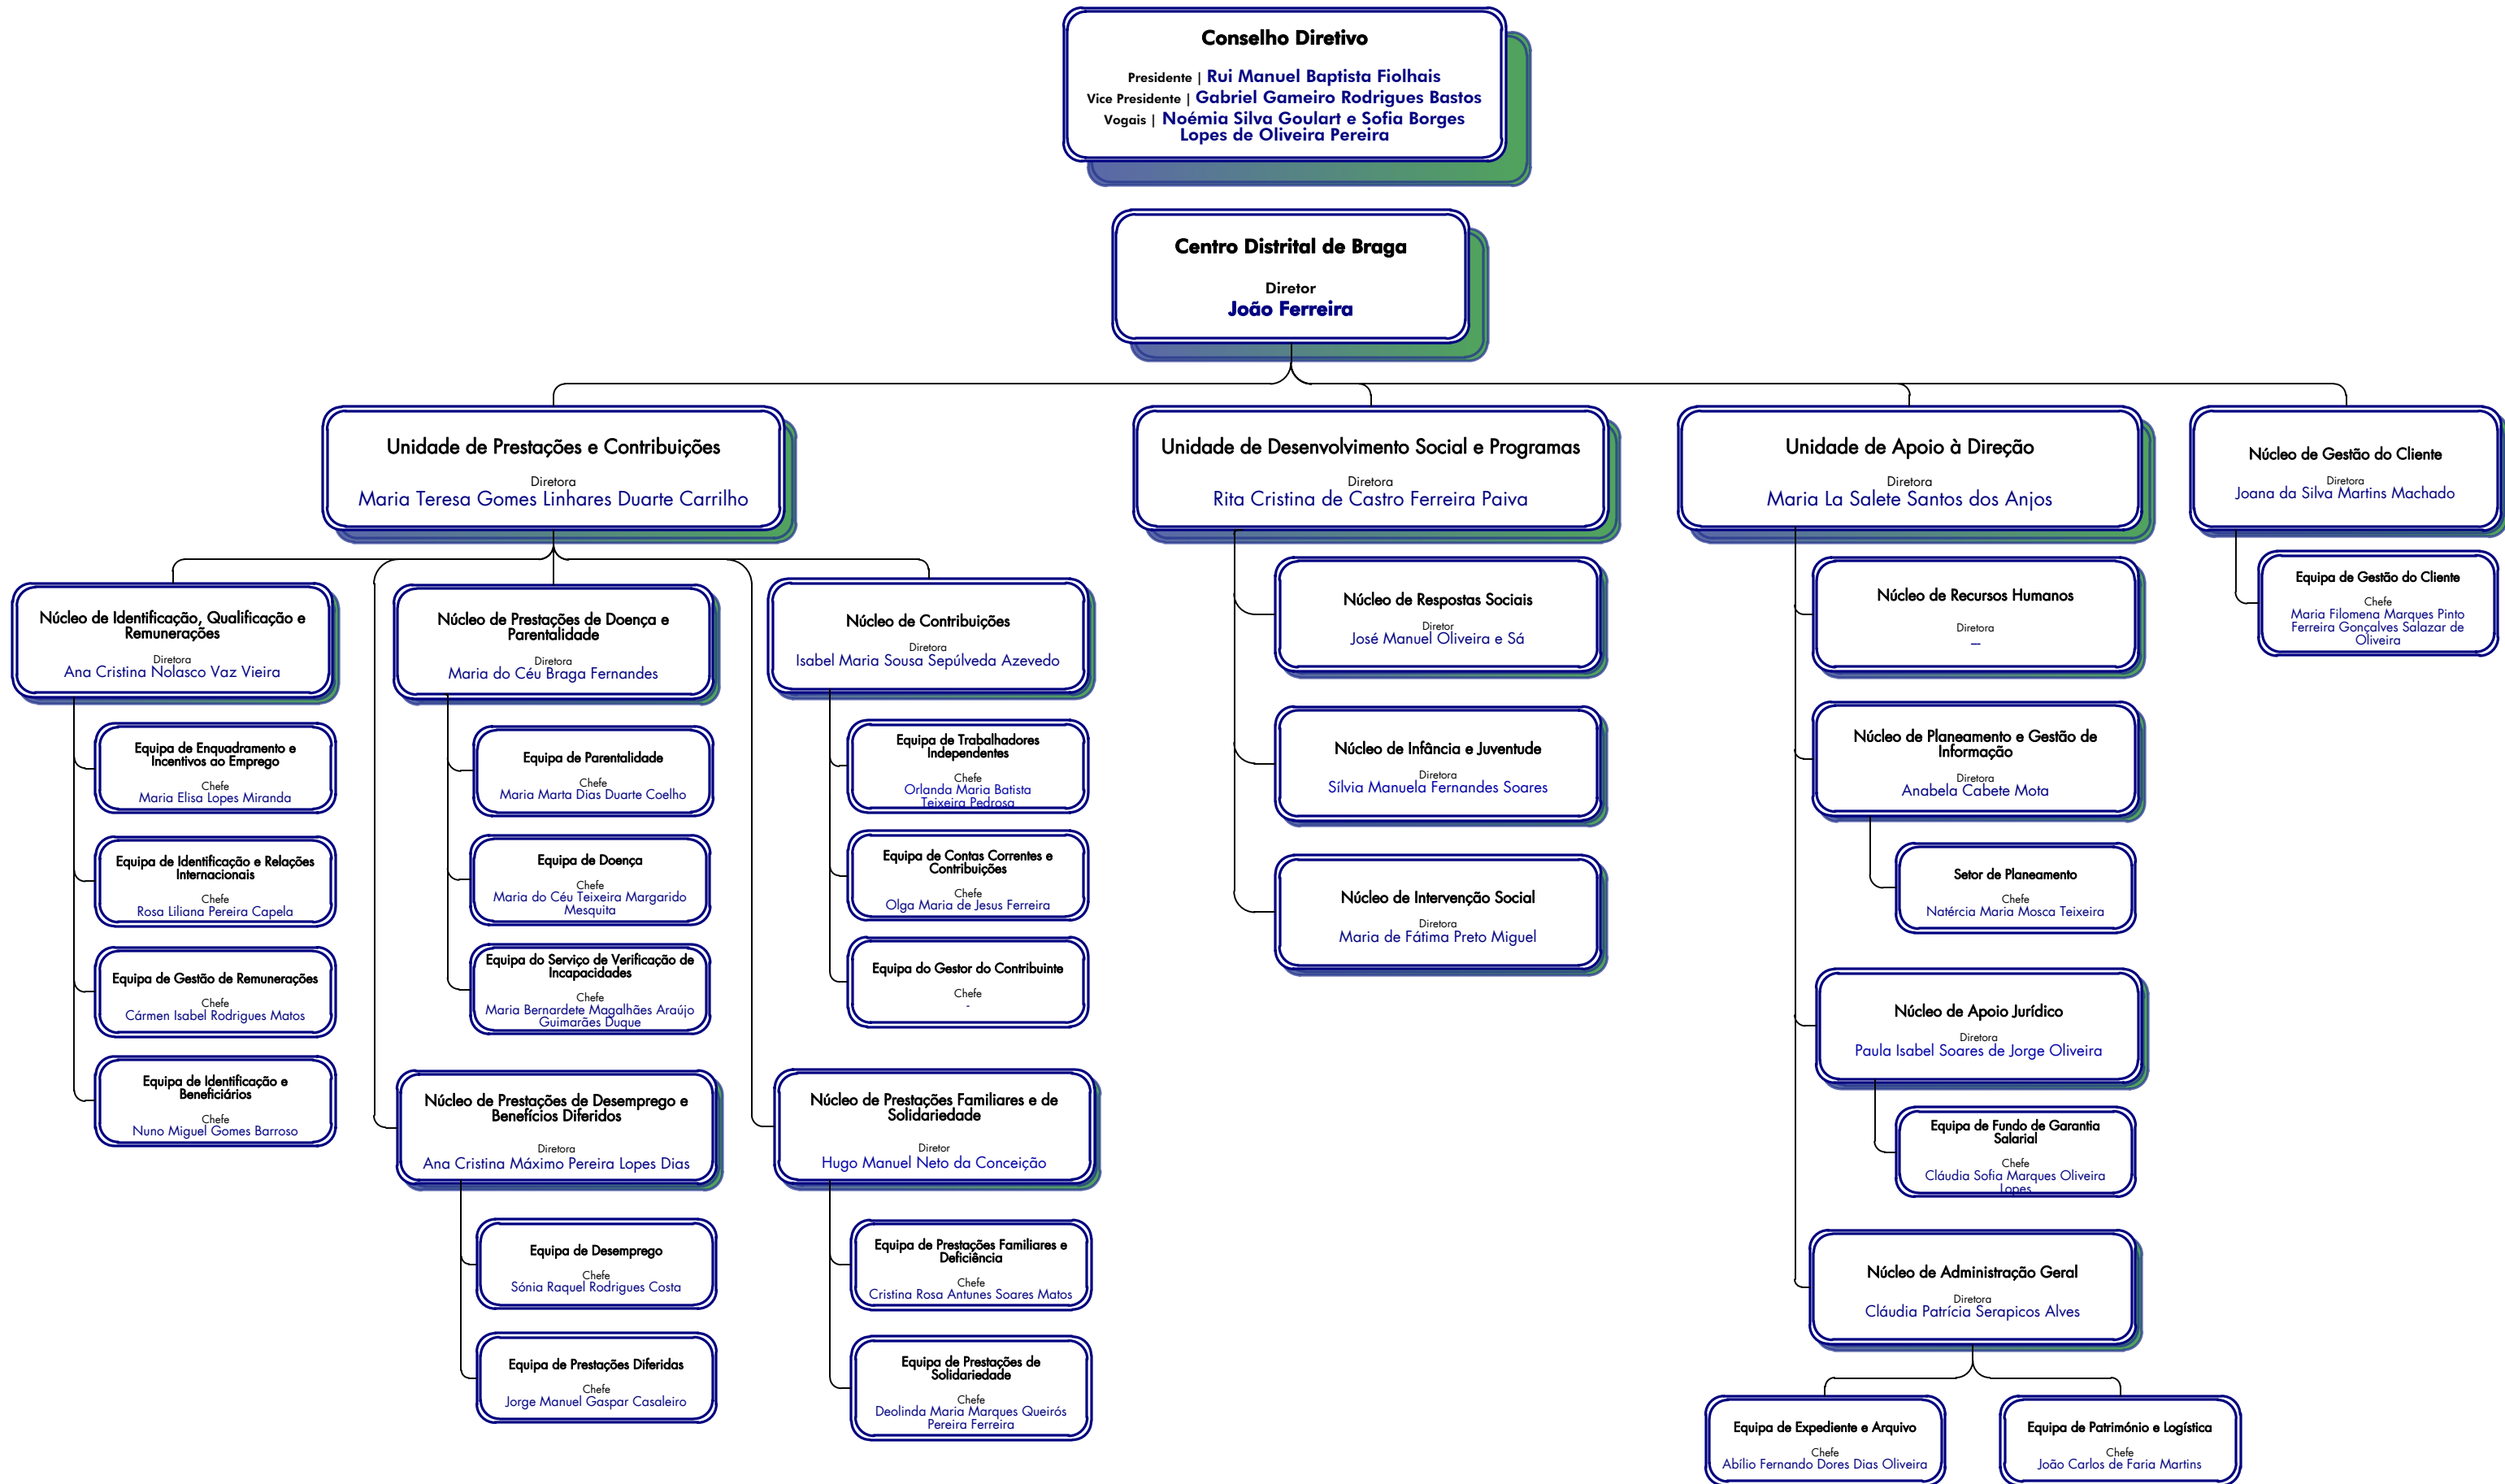 Conselho Diretivo
Presidente | Rui Manuel Baptista Fiolhais
Vice Presidente | Gabriel Gameiro Rodrigues Bastos
Vogais | Noémia Silva Goulart e Sofia Borges
Lopes de Oliveira Pereira
Centro Distrital de Braga
Diretor
João Ferreira
Unidade de Prestações e Contribuições
Diretora
Maria Teresa Gomes Linhares Duarte Carrilho
Núcleo de Identificação, Qualificação e
Remunerações
Diretora
Ana Cristina Nolasco Vaz Vieira
Equipa de Enquadramento e
Incentivos ao Emprego
Chefe
Maria Elisa Lopes Miranda
Equipa de Identificação e Relações
Internacionais
Chefe
Rosa Liliana Pereira Capela
Equipa de Gestão de Remunerações
Chefe
Cármen Isabel Rodrigues Matos
Equipa de Identificação e
Beneficiários
Chefe
Nuno Miguel Gomes Barroso
Núcleo de Prestações de Doença e
Parentalidade
Diretora
Maria do Céu Braga Fernandes
Equipa de Parentalidade
Chefe
Maria Marta Dias Duarte Coelho
Equipa de Doença
Chefe
Maria do Céu Teixeira Margarido
Mesquita
Equipa do Serviço de Verificação de
Incapacidades
Chefe
Maria Bernardete Magalhães Araújo
Guimarães Duque
Núcleo de Prestações de Desemprego e
Benefícios Diferidos
Diretora
Ana Cristina Máximo Pereira Lopes Dias
Equipa de Desemprego
Chefe
Sónia Raquel Rodrigues Costa
Equipa de Prestações Diferidas
Chefe
Jorge Manuel Gaspar Casaleiro
Núcleo de Contribuições
Diretora
Isabel Maria Sousa Sepúlveda Azevedo
Equipa de Trabalhadores
Independentes
Chefe
Orlanda Maria Batista
Teixeira Pedrosa
Equipa de Contas Correntes e
Contribuições
Chefe
Olga Maria de Jesus Ferreira
Equipa do Gestor do Contribuinte
Chefe
-
Núcleo de Prestações Familiares e de
Solidariedade
Diretor
Hugo Manuel Neto da Conceição
Equipa de Prestações Familiares e
Deficiência
Chefe
Cristina Rosa Antunes Soares Matos
Equipa de Prestações de
Solidariedade
Chefe
Deolinda Maria Marques Queirós
Pereira Ferreira
Unidade de Desenvolvimento Social e Programas
Diretora
Rita Cristina de Castro Ferreira Paiva
Núcleo de Respostas Sociais
Diretor
José Manuel Oliveira e Sá
Núcleo de Infância e Juventude
Diretora
Sílvia Manuela Fernandes Soares
Núcleo de Intervenção Social
Diretora
Maria de Fátima Preto Miguel
Unidade de Apoio à Direção
Diretora
Maria La Salete Santos dos Anjos
Núcleo de Recursos Humanos
Diretora
—
Núcleo de Planeamento e Gestão de
Informação
Diretora
Anabela Cabete Mota
Setor de Planeamento
Chefe
Natércia Maria Mosca Teixeira
Núcleo de Apoio Jurídico
Diretora
Paula Isabel Soares de Jorge Oliveira
Equipa de Fundo de Garantia
Salarial
Chefe
Cláudia Sofia Marques Oliveira
Lopes
Núcleo de Administração Geral
Diretora
Cláudia Patrícia Serapicos Alves
Equipa de Expediente e Arquivo
Chefe
Abílio Fernando Dores Dias Oliveira
Equipa de Património e Logística
Chefe
João Carlos de Faria Martins
Núcleo de Gestão do Cliente
Diretora
Joana da Silva Martins Machado
Equipa de Gestão do Cliente
Chefe
Maria Filomena Marques Pinto
Ferreira Gonçalves Salazar de
Oliveira